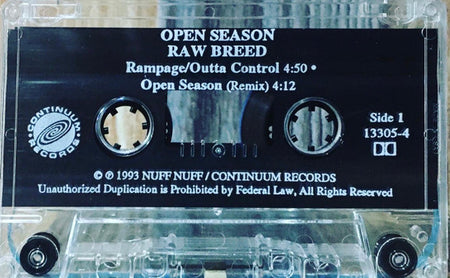 OPEN SEASON
RAW BREED
Rampage/Outta Control 4:50 •
Open Season (Remix) 4:12
CONTINUUM
RECORDS
Side 1
13305-4
© ℗ 1993 NUFF NUFF / CONTINUUM RECORDS
Unauthorized Duplication is Prohibited by Federal Law, All Rights Reserved